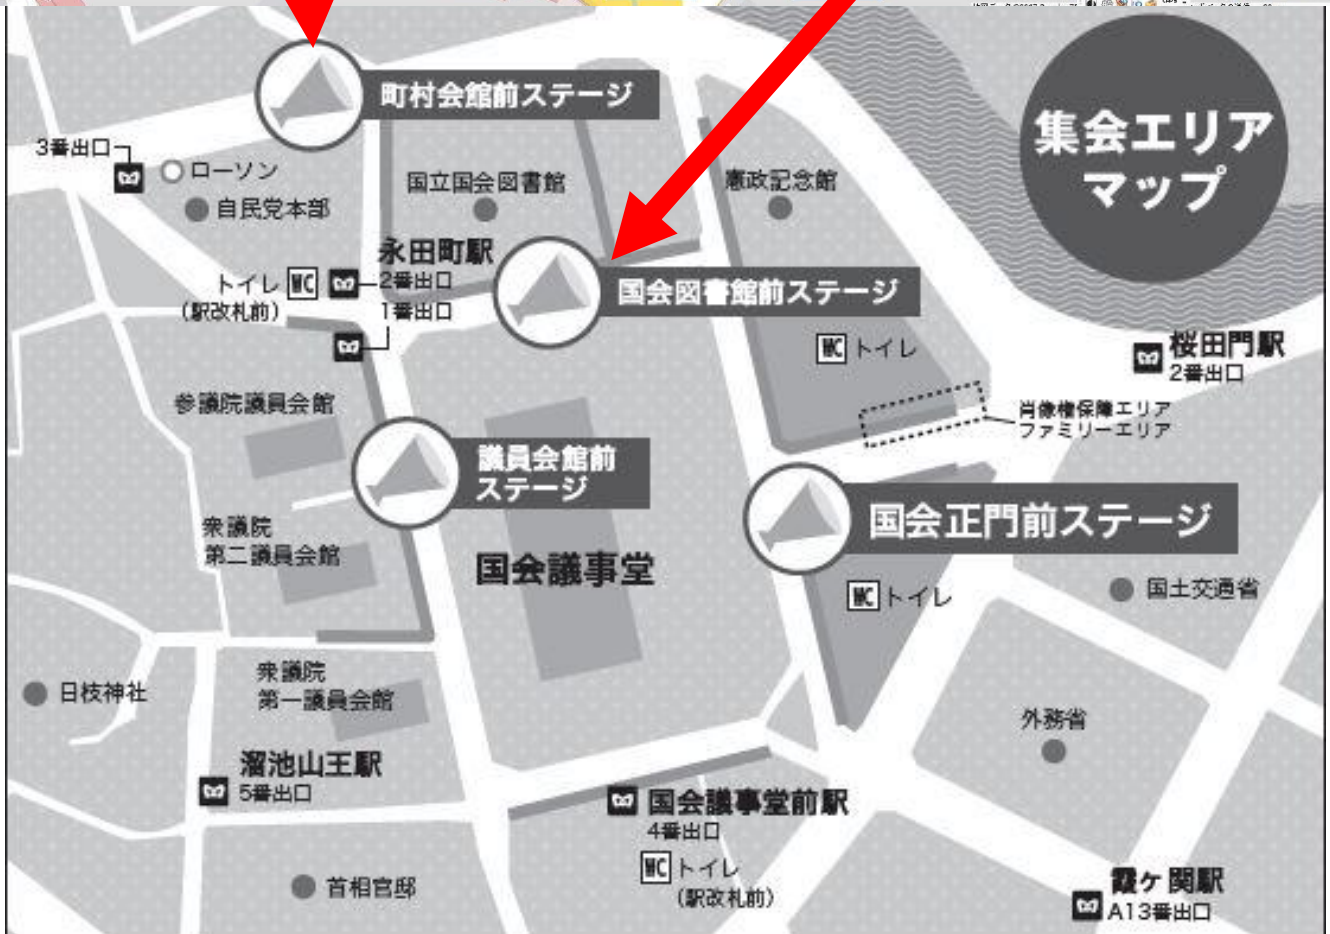 集会エリア
マップ
町村会館前ステージ
3番出口
ローソン
自民党本部
国立国会図書館
憲政記念館
永田町駅
2番出口
1番出口
トイレ WC
(駅改札前)
国会図書館前ステージ
WC トイレ
桜田門駅
2番出口
肖像権保障エリア
ファミリーエリア
参議院議員会館
議員会館前
ステージ
国会正門前ステージ
衆議院
第二議員会館
国会議事堂
WC トイレ
国土交通省
日枝神社
衆議院
第一議員会館
外務省
溜池山王駅
5番出口
国会議事堂前駅
4番出口
WC トイレ
(駅改札前)
首相官邸
霞ヶ関駅
A13番出口